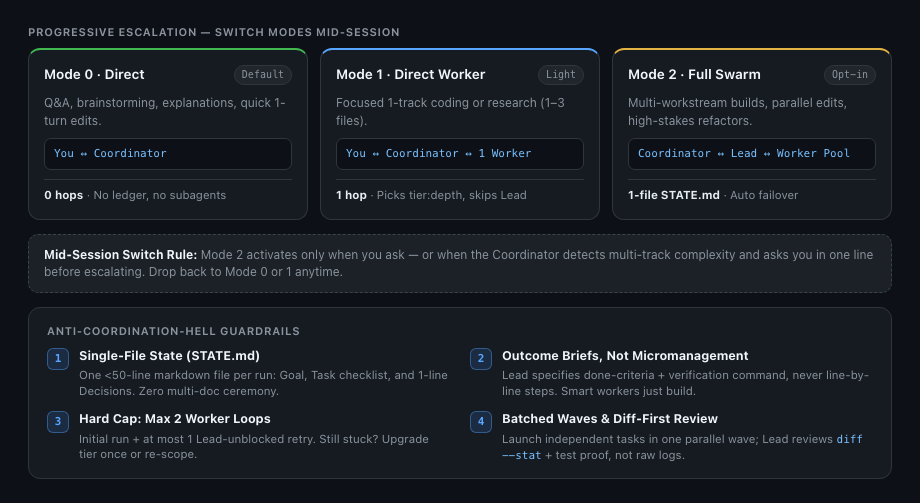 PROGRESSIVE ESCALATION — SWITCH MODES MID-SESSION
Mode 0 · Direct
Default
Q&A, brainstorming, explanations, quick 1-
turn edits.
You ↔ Coordinator
0 hops · No ledger, no subagents
Mode 1 · Direct Worker
Light
Focused 1-track coding or research (1–3
files).
You ↔ Coordinator ↔ 1 Worker
1 hop · Picks tier:depth, skips Lead
Mode 2 · Full Swarm
Opt-in
Multi-workstream builds, parallel edits,
high-stakes refactors.
Coordinator ↔ Lead ↔ Worker Pool
1-file STATE.md · Auto failover
Mid-Session Switch Rule: Mode 2 activates only when you ask — or when the Coordinator detects multi-track complexity and asks you in one line
before escalating. Drop back to Mode 0 or 1 anytime.
ANTI-COORDINATION-HELL GUARDRAILS
1
Single-File State (STATE.md)
One <50-line markdown file per run: Goal, Task checklist, and 1-line
Decisions. Zero multi-doc ceremony.
2
Outcome Briefs, Not Micromanagement
Lead specifies done-criteria + verification command, never line-by-
line steps. Smart workers just build.
3
Hard Cap: Max 2 Worker Loops
Initial run + at most 1 Lead-unblocked retry. Still stuck? Upgrade
tier once or re-scope.
4
Batched Waves & Diff-First Review
Launch independent tasks in one parallel wave; Lead reviews diff
--stat + test proof, not raw logs.